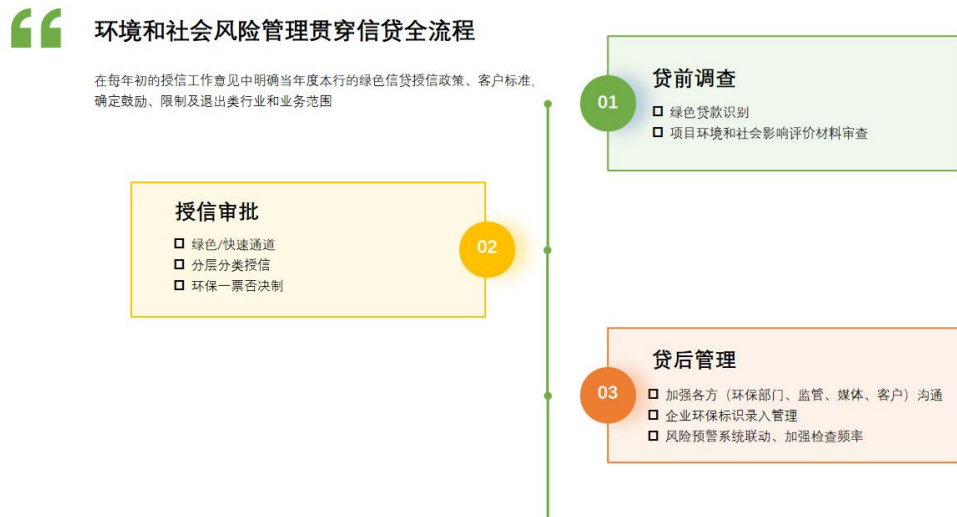 环境和社会风险管理贯穿信贷全流程
在每年初的授信工作意见中明确当年度本行的绿色信贷授信政策、客户标准,
确定鼓励、限制及退出类行业和业务范围
01
贷前调查
绿色贷款识别
项目环境和社会影响评价材料审查
授信审批
绿色/快速通道
分层分类授信
环保一票否决制
02
03
贷后管理
加强各方（环保部门、监管、媒体、客户）沟通
企业环保标识录入管理
风险预警系统联动、加强检查频率